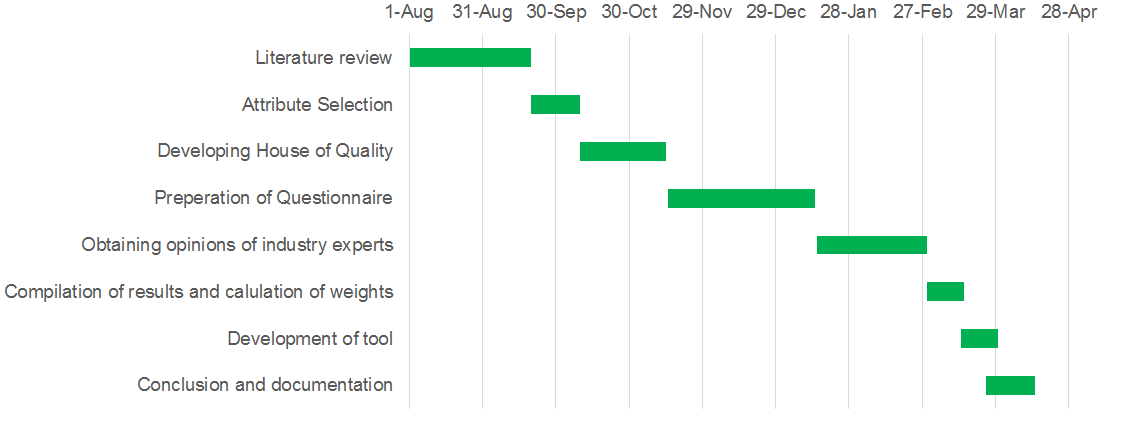 1-Aug 31-Aug 30-Sep 30-Oct 29-Nov 29-Dec 28-Jan 27-Feb 29-Mar 28-Apr
Literature review
Attribute Selection
Developing House of Quality
Preperation of Questionnaire
Obtaining opinions of industry experts
Compilation of results and calulation of weights
Development of tool
Conclusion and documentation